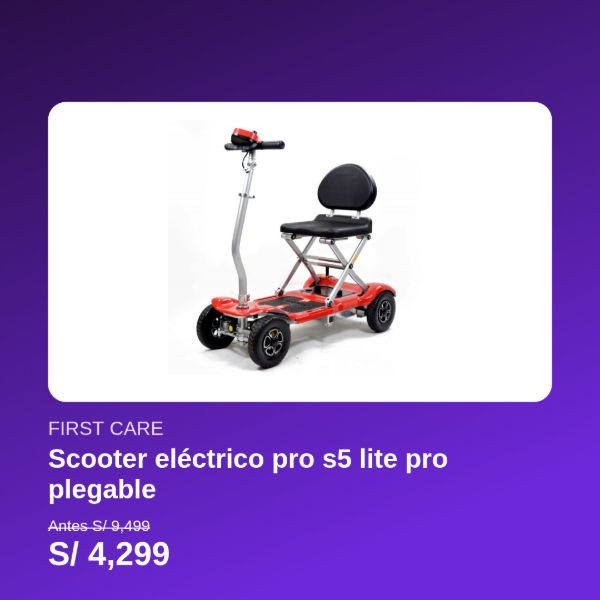 FIRST CARE
Scooter eléctrico pro s5 lite pro
plegable
Antes S/ 9,499
S/ 4,299